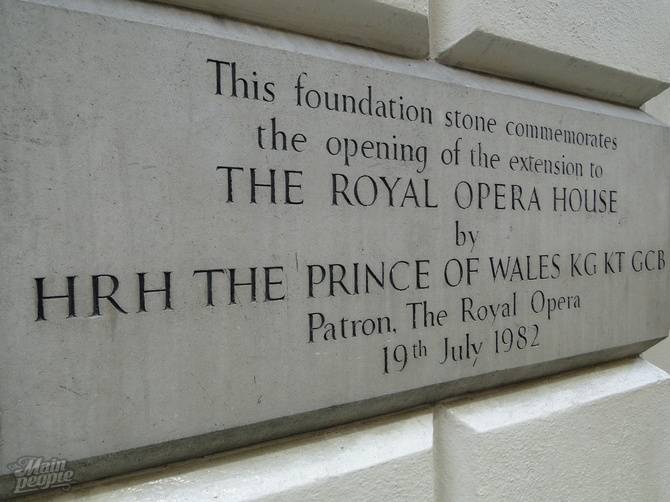 This foundation stone commemorates
the opening of the extension to
THE ROYAL OPERA HOUSE
by
HRH THE PRINCE OF WALES KG KT GCB
Patron, The Royal Opera
19th July 1982
Main
people